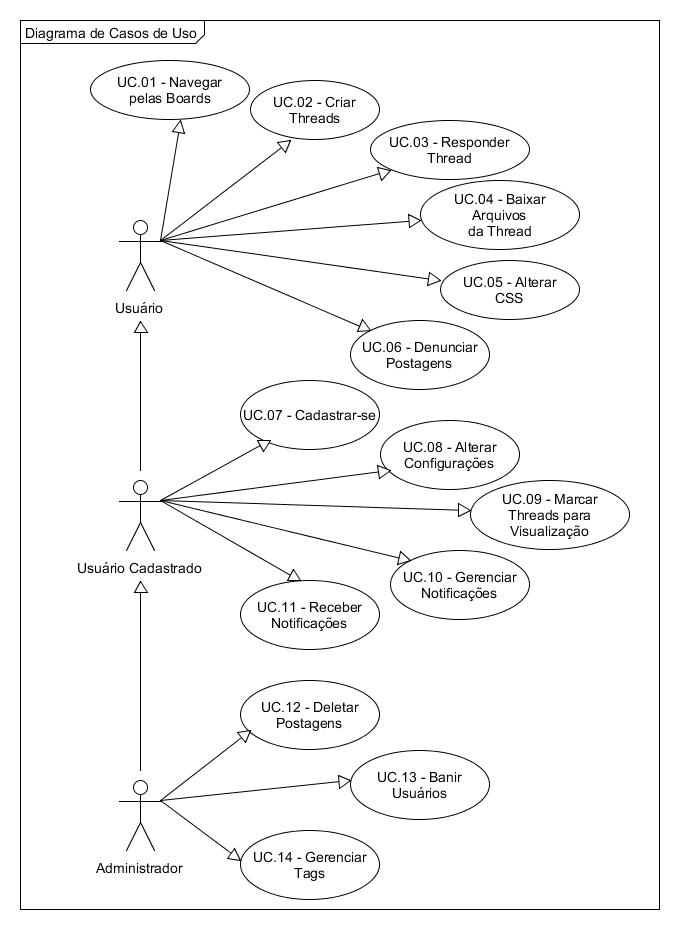 Diagrama de Casos de Uso
UC.01 - Navegar
pelas Boards
UC.02 - Criar
Threads
UC.03 - Responder
Thread
UC.04 - Baixar
Arquivos
da Thread
UC.05 - Alterar
CSS
Usuário
UC.06 - Denunciar
Postagens
UC.07 - Cadastrar-se
UC.08 - Alterar
Configurações
UC.09 - Marcar
Threads para
Visualização
Usuário Cadastrado
UC.10 - Gerenciar
Notificações
UC.11 - Receber
Notificações
UC.12 - Deletar
Postagens
UC.13 - Banir
Usuários
UC.14 - Gerenciar
Tags
Administrador